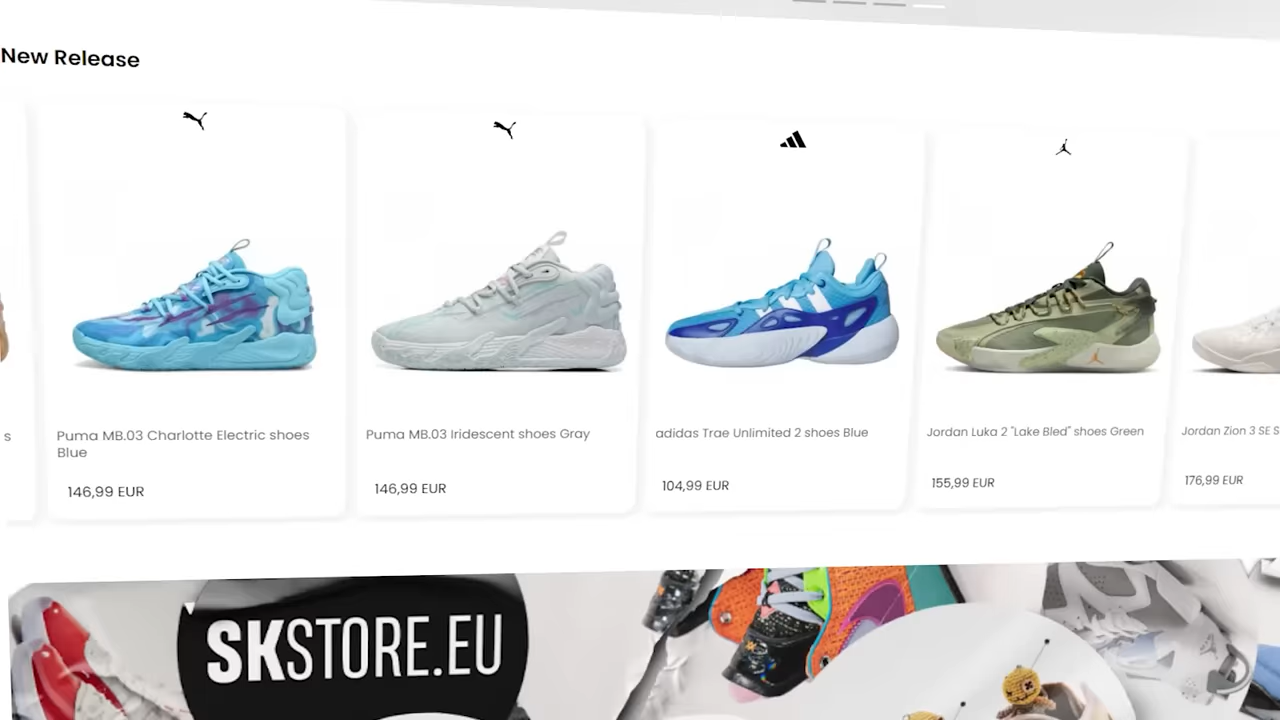 New Release
s
Puma MB.03 Charlotte Electric shoes
Blue
146,99 EUR
Puma MB.03 Iridescent shoes Gray
146,99 EUR
adidas Trae Unlimited 2 shoes Blue
104,99 EUR
Jordan Luka 2 "Lake Bled" shoes Green
155,99 EUR
Jordan Zion 3 SE S
176,99 EUR
SKSTORE.EU